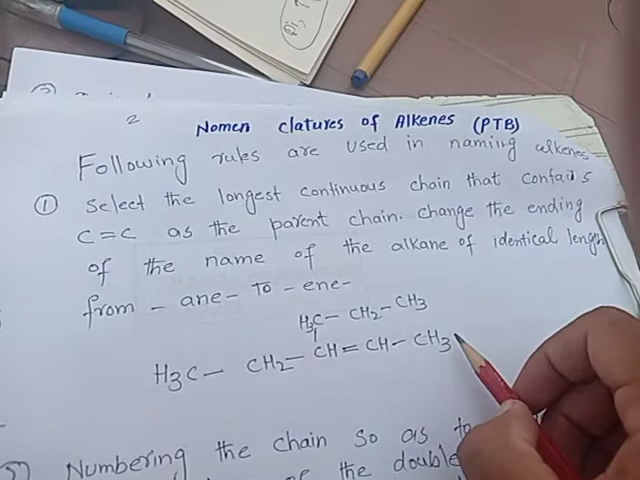 2
Nomen clatures of Alkenes (PTB)
Following rules are used in naming alkenes
① Select the longest continuous chain that contains
C=C as the parent chain. change the ending
of the name of the alkane of identical length
from - ane - To - ene-
H3C - CH2 - CH3
H3C - CH2 - CH = CH - CH3
Numbering the chain so as to
of the double